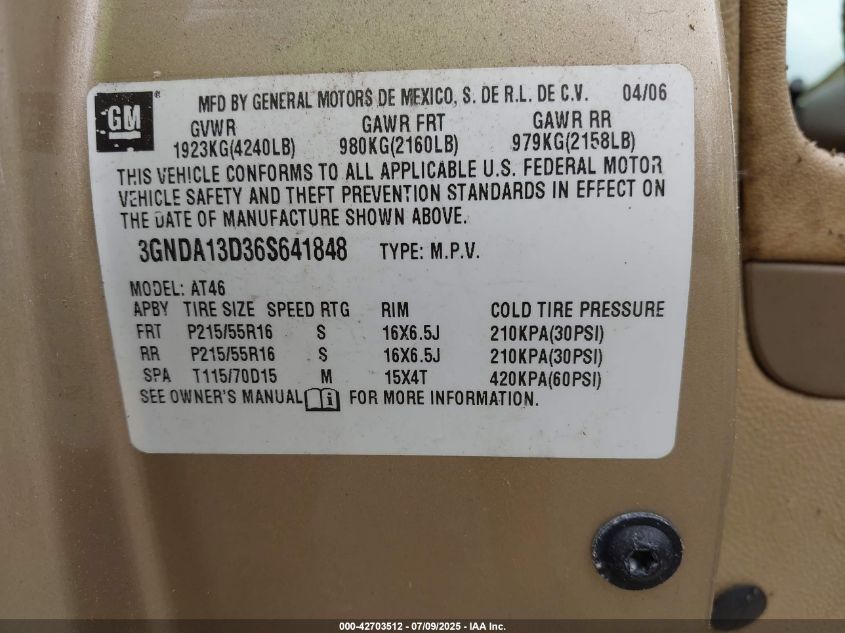 GM ® MFD BY GENERAL MOTORS DE MEXICO, S. DE R.L. DE C.V. 04/06
GVWR GAWR FRT GAWR RR
1923KG(4240LB) 980KG(2160LB) 979KG(2158LB)
THIS VEHICLE CONFORMS TO ALL APPLICABLE U.S. FEDERAL MOTOR
VEHICLE SAFETY AND THEFT PREVENTION STANDARDS IN EFFECT ON
THE DATE OF MANUFACTURE SHOWN ABOVE.
3GNDA13D36S641848 TYPE: M.P.V.
MODEL: AT46
APBY TIRE SIZE SPEED RTG RIM COLD TIRE PRESSURE
FRT P215/55R16 S 16X6.5J 210KPA(30PSI)
RR P215/55R16 S 16X6.5J 210KPA(30PSI)
SPA T115/70D15 M 15X4T 420KPA(60PSI)
SEE OWNER'S MANUAL i FOR MORE INFORMATION.
000-42703512 / 07/09/2025 - IAA Inc.